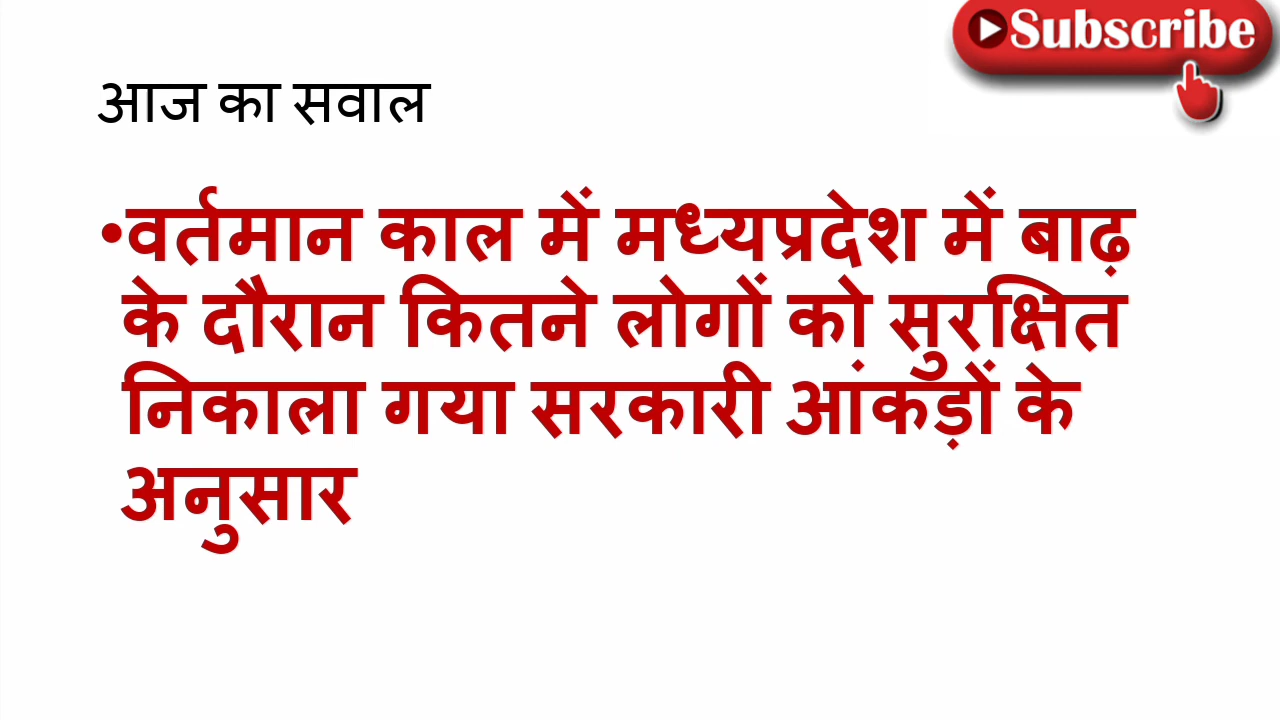 Subscribe
आज का सवाल
•वर्तमान काल में मध्यप्रदेश में बाढ़
के दौरान कितने लोगों को सुरक्षित
निकाला गया सरकारी आंकड़ों के
अनुसार